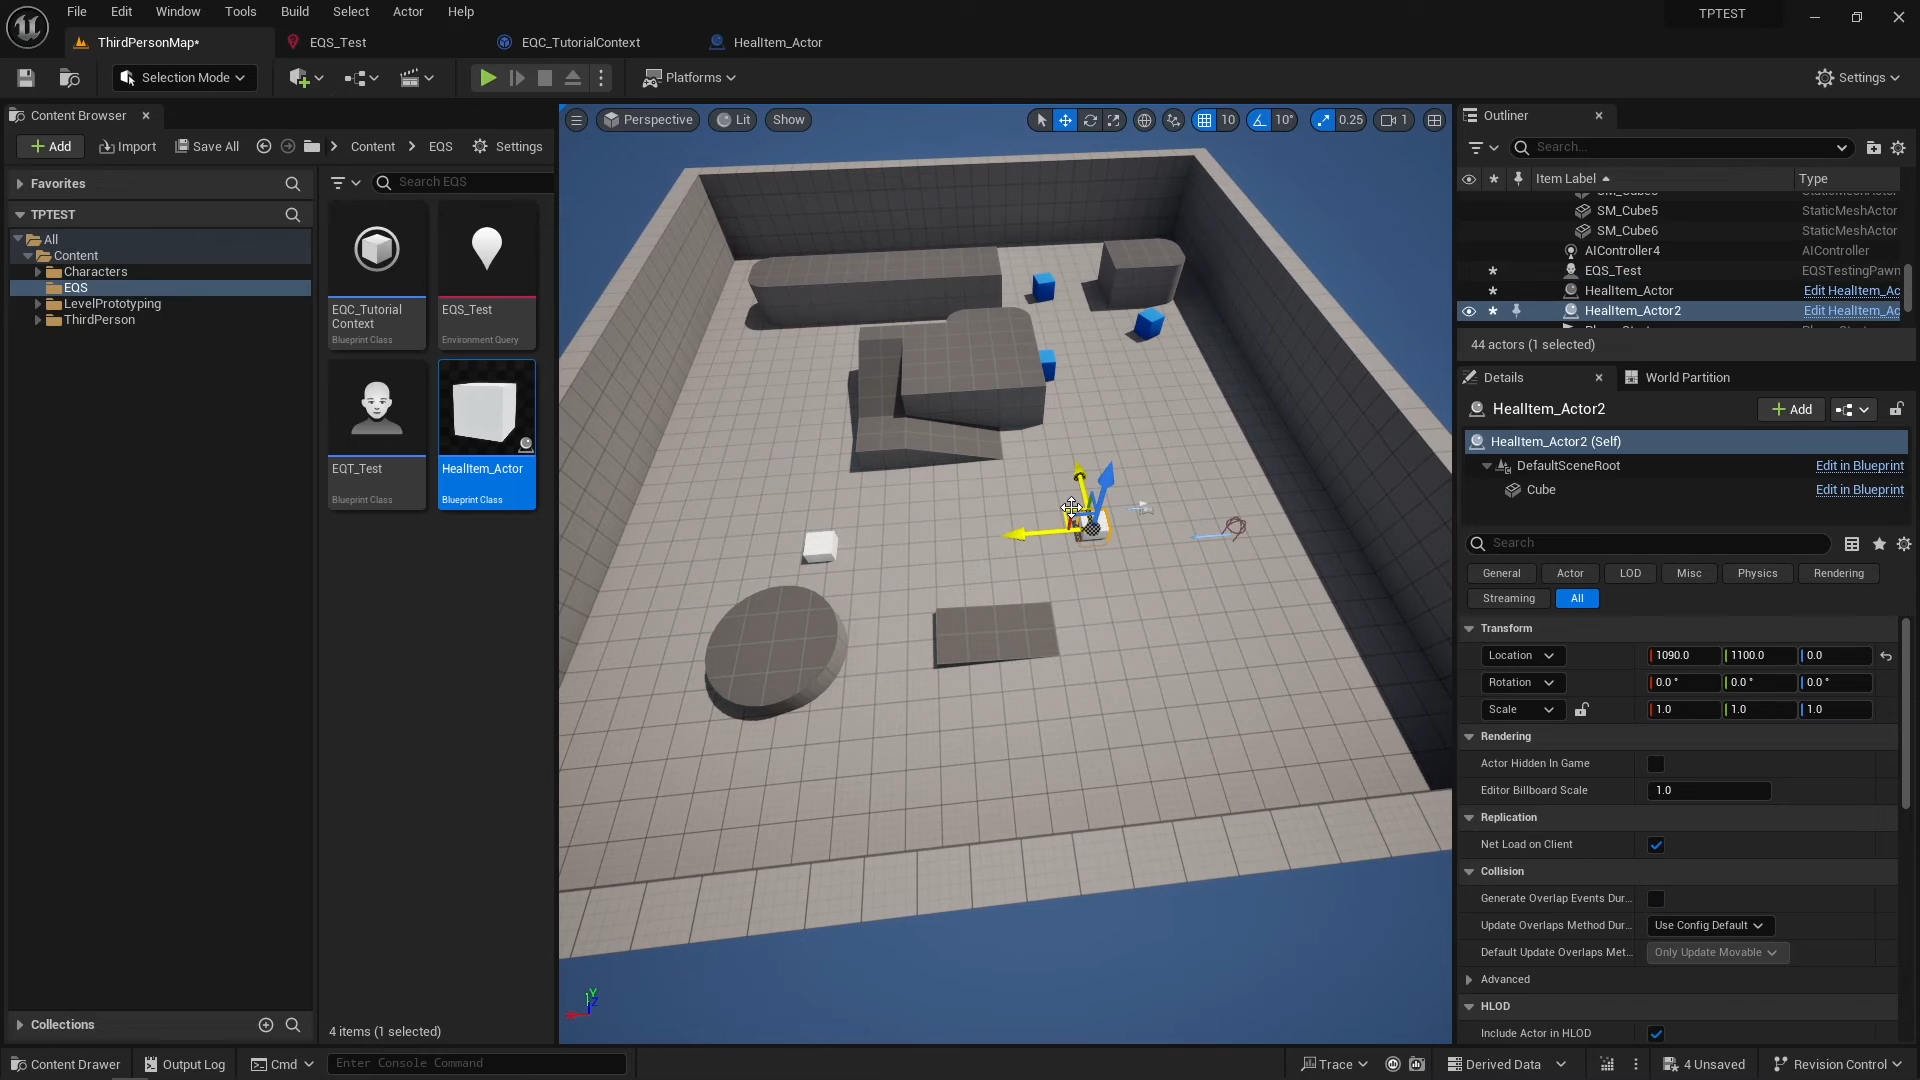 File Edit Window Tools Build Select Actor Help
TPTEST
ThirdPersonMap*
EQS_Test
EQC_TutorialContext
HealItem_Actor
Selection Mode
Platforms
Settings
Content Browser
Add
Import
Save All
Content
EQS
Settings
Favorites
TPTEST
All
Content
Characters
EQS
LevelPrototyping
ThirdPerson
Collections
Search EQS
EQC_Tutorial
Context
Blueprint Class
EQS_Test
Environment Query
EQT_Test
Blueprint Class
HealItem_Actor
Blueprint Class
4 items (1 selected)
Perspective
Lit
Show
10
10°
0.25
1
Y
Z
Outliner
Search...
Item Label
Type
SM_Cube5
StaticMeshActor
SM_Cube6
StaticMeshActor
AIController4
AIController
EQS_Test
EQSTestingPawn
HealItem_Actor
Edit HealItem_Ac
HealItem_Actor2
Edit HealItem_Ac
44 actors (1 selected)
Details
World Partition
HealItem_Actor2
Add
HealItem_Actor2 (Self)
DefaultSceneRoot
Edit in Blueprint
Cube
Edit in Blueprint
Search
General
Actor
LOD
Misc
Physics
Rendering
Streaming
All
Transform
Location
1090.0
1100.0
0.0
Rotation
0.0 °
0.0 °
0.0 °
Scale
1.0
1.0
1.0
Rendering
Actor Hidden In Game
Editor Billboard Scale
1.0
Replication
Net Load on Client
Collision
Generate Overlap Events Dur...
Update Overlaps Method Dur...
Use Config Default
Default Update Overlaps Met...
Only Update Movable
Advanced
HLOD
Include Actor in HLOD
Content Drawer
Output Log
Cmd
Enter Console Command
Trace
Derived Data
4 Unsaved
Revision Control